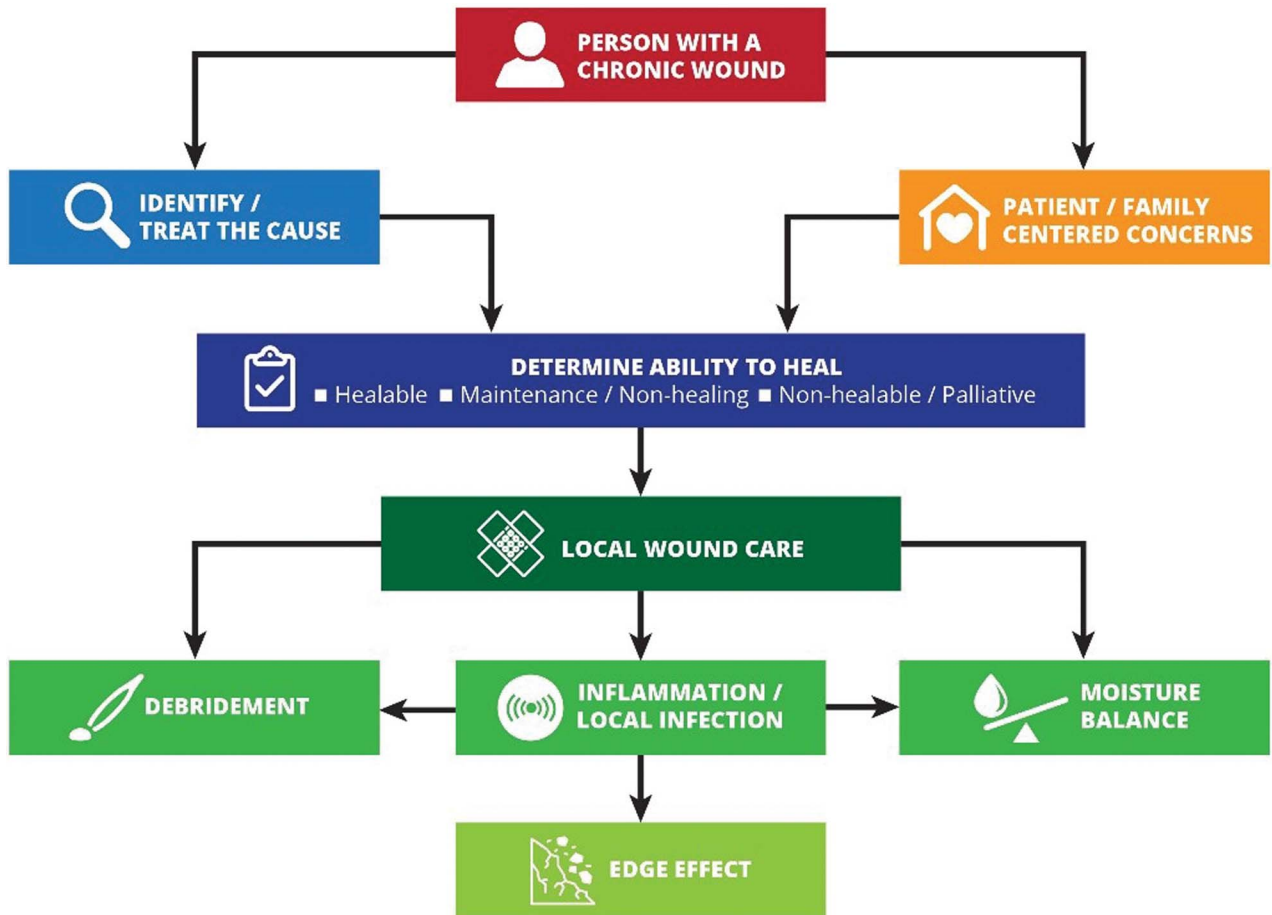 PERSON WITH A
CHRONIC WOUND
IDENTIFY /
TREAT THE CAUSE
PATIENT / FAMILY
CENTERED CONCERNS
DETERMINE ABILITY TO HEAL
■ Healable ■ Maintenance / Non-healing ■ Non-healable / Palliative
LOCAL WOUND CARE
DEBRIDEMENT
INFLAMMATION /
LOCAL INFECTION
MOISTURE
BALANCE
EDGE EFFECT